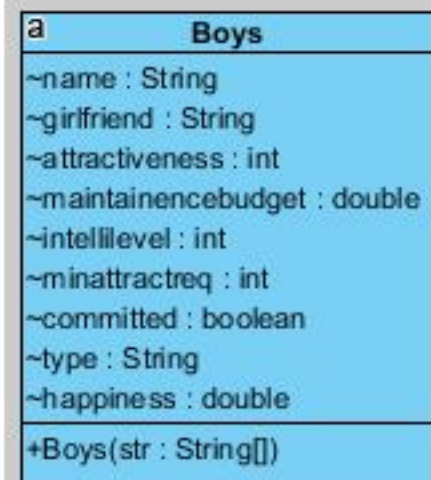 a
Boys
~name : String
~girlfriend : String
~attractiveness : int
~maintainencebudget : double
~intellilevel : int
~minattractreq : int
~committed : boolean
~type : String
~happiness : double
+Boys(str : String[])